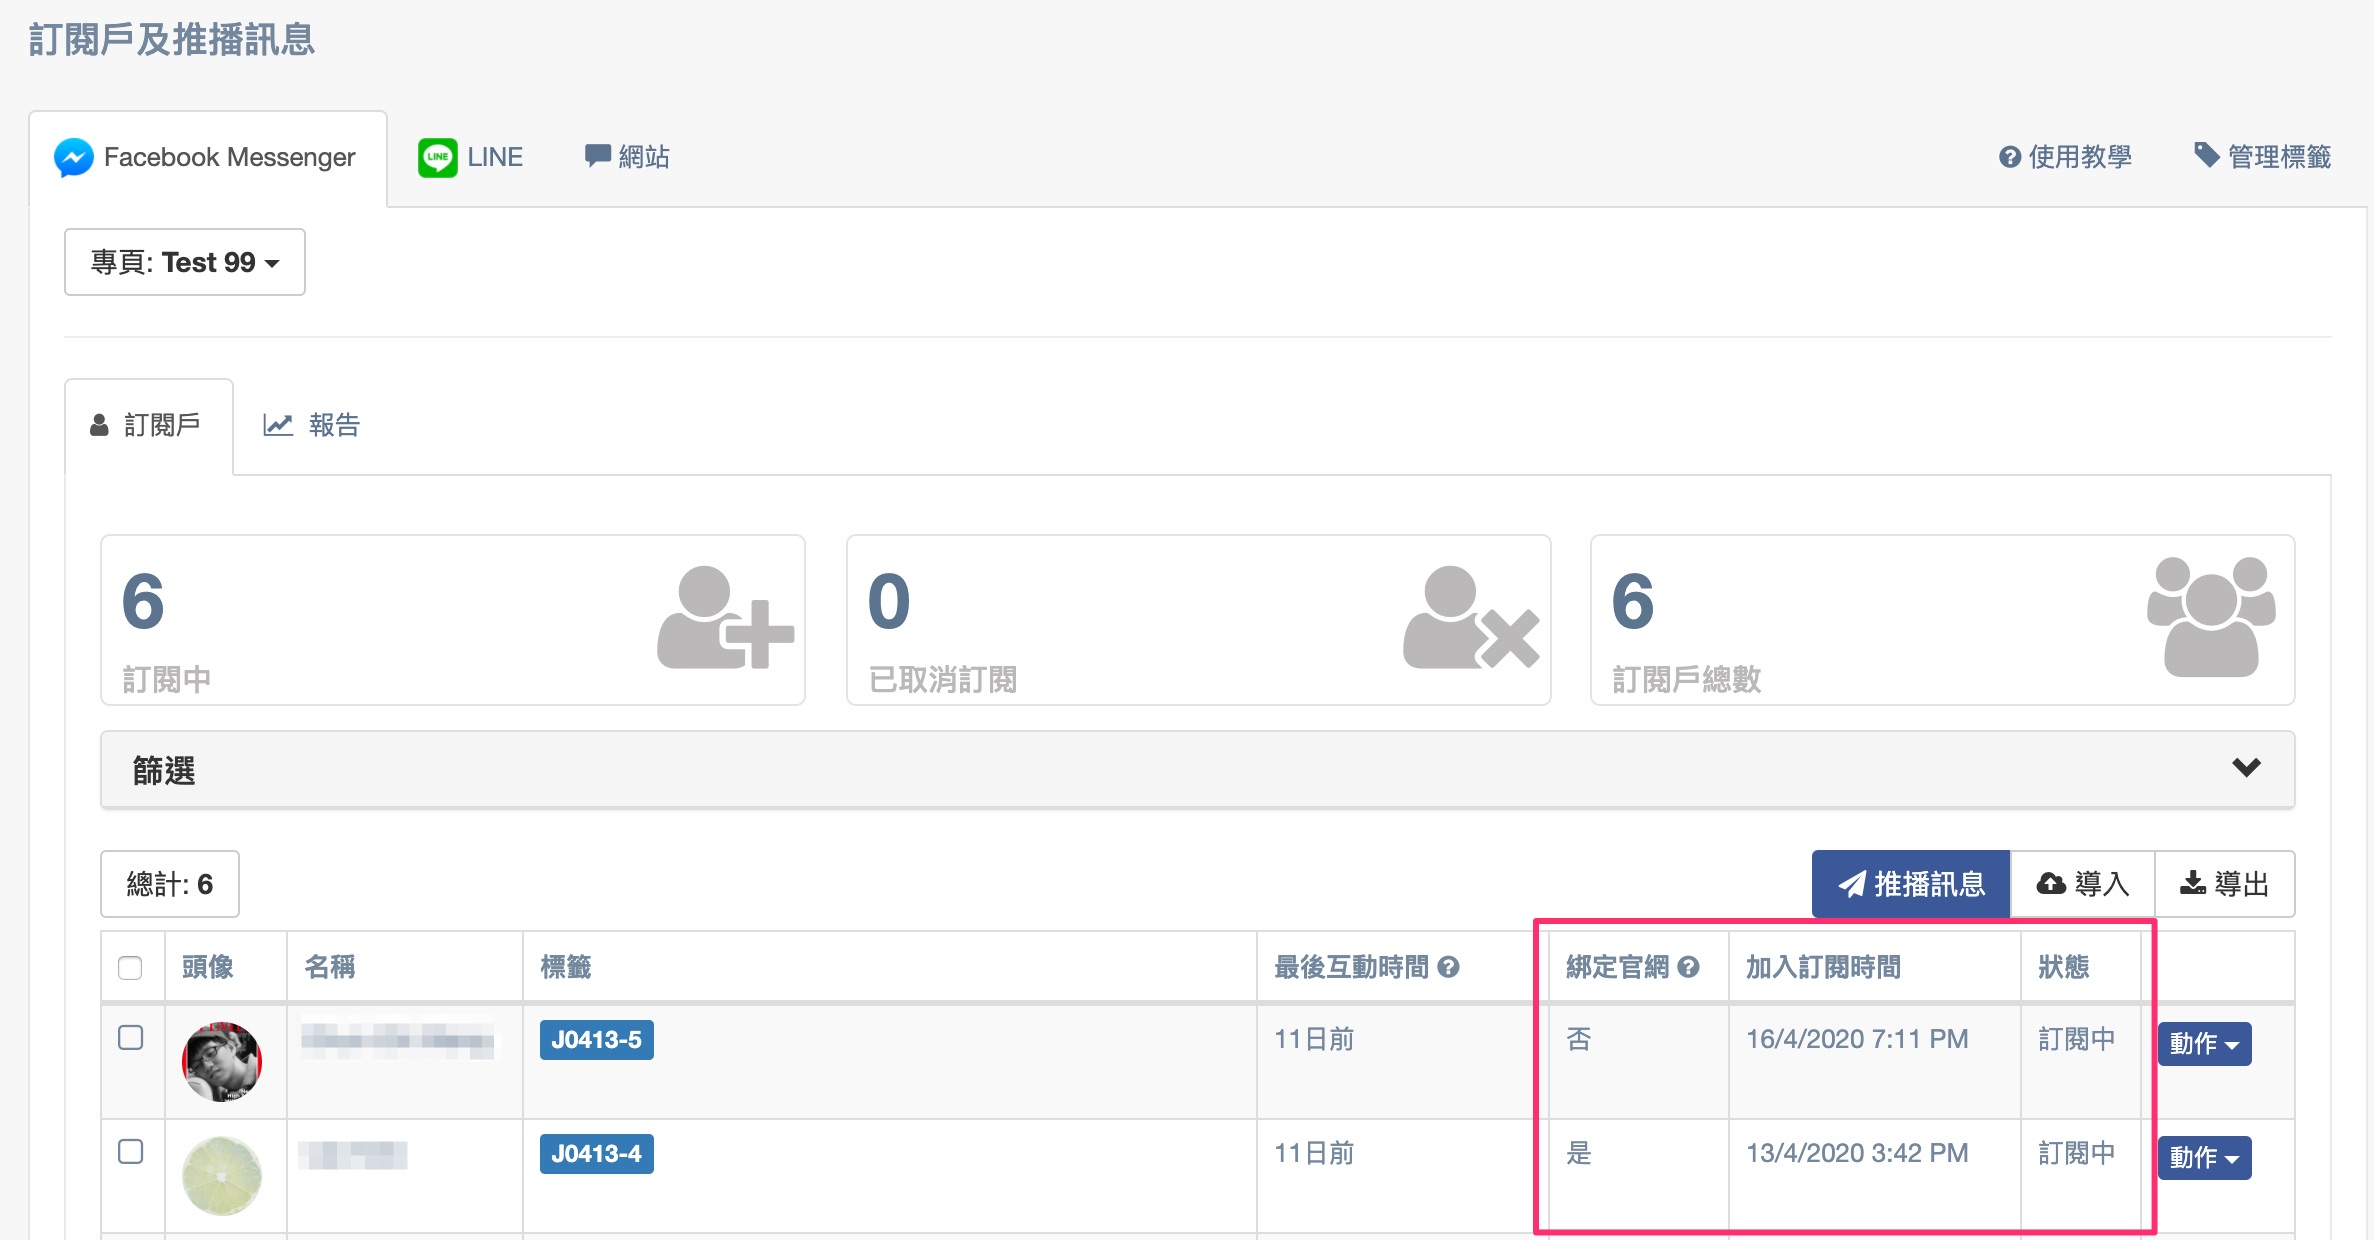 訂閱戶及推播訊息
Facebook Messenger
LINE LINE
網站
使用教學
管理標籤
專頁: Test 99
訂閱戶
報告
6
訂閱中
0
已取消訂閱
6
訂閱戶總數
篩選
總計: 6
推播訊息
導入
導出
頭像 名稱 標籤 最後互動時間 綁定官網 加入訂閱時間 狀態
J0413-5 11日前 否 16/4/2020 7:11 PM 訂閱中 動作
J0413-4 11日前 是 13/4/2020 3:42 PM 訂閱中 動作